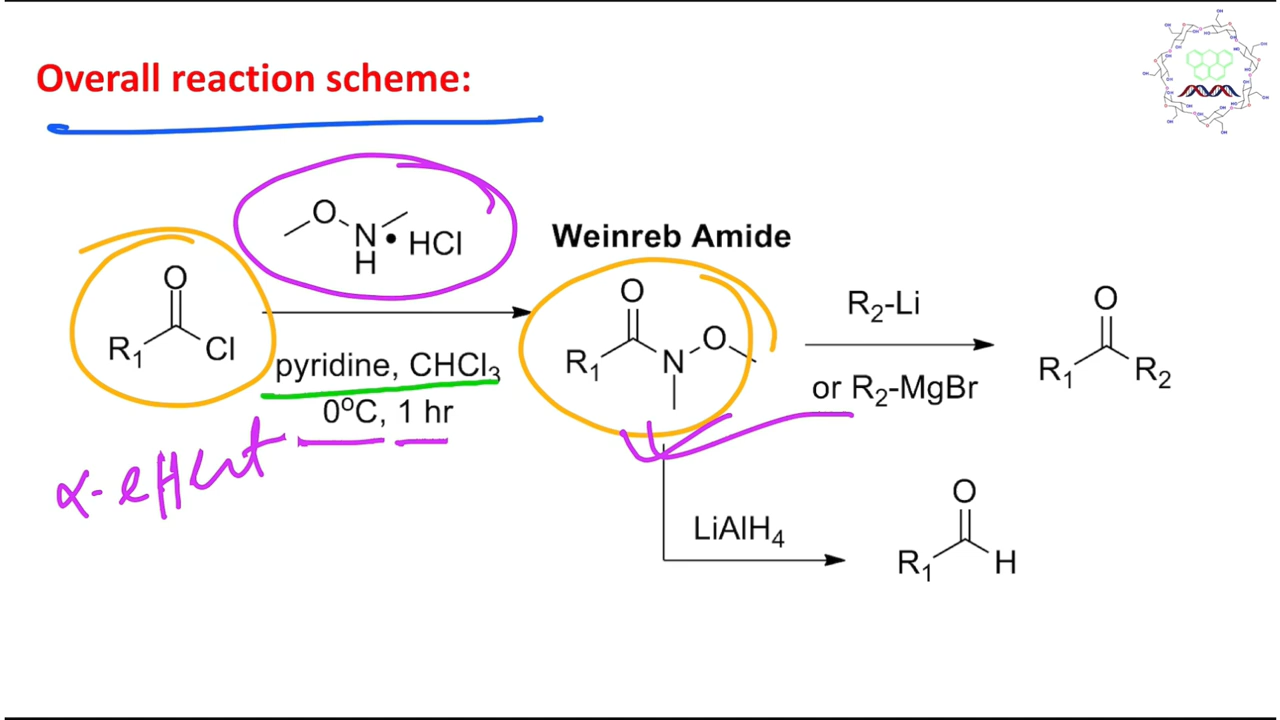 Overall reaction scheme:
O
N • HCl
H
Weinreb Amide
O
R1 Cl
pyridine, CHCl3
0°C, 1 hr
O
R1 N O
R2-Li
or R2-MgBr
O
R1 R2
α-effect
LiAlH4
O
R1 H